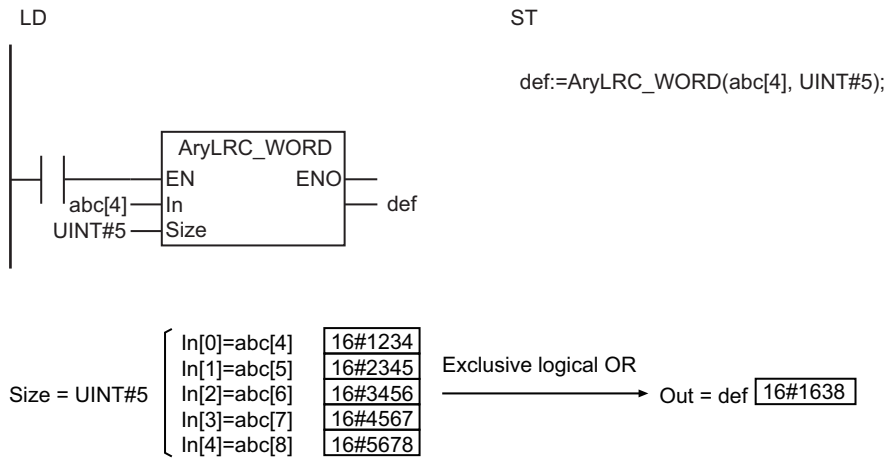 LD
ST
def:=AryLRC_WORD(abc[4], UINT#5);
AryLRC_WORD
EN ENO
abc[4] In def
UINT#5 Size
In[0]=abc[4] 16#1234
In[1]=abc[5] 16#2345
In[2]=abc[6] 16#3456
In[3]=abc[7] 16#4567
In[4]=abc[8] 16#5678
Size = UINT#5
Exclusive logical OR
Out = def 16#1638